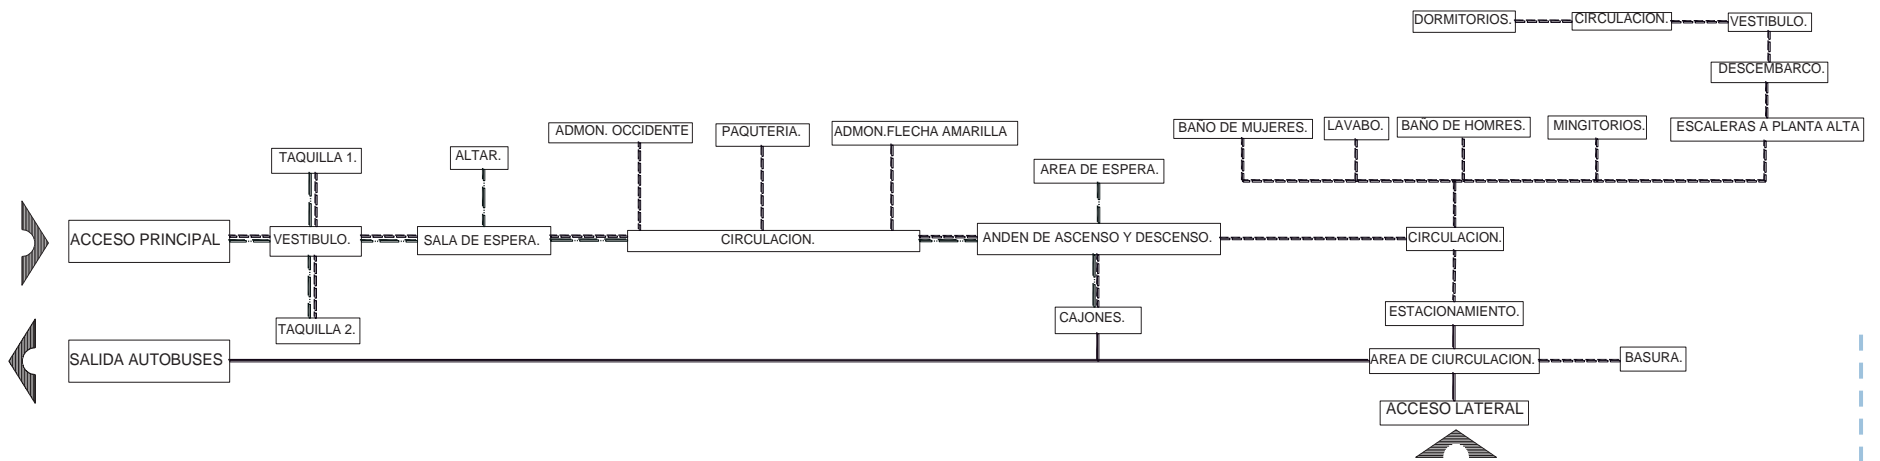 DORMITORIOS.
CIRCULACION.
VESTIBULO.
DESCEMBARCO.
ADMON. OCCIDENTE
PAQUTERIA.
ADMON.FLECHA AMARILLA
BAÑO DE MUJERES.
LAVABO.
BAÑO DE HOMRES.
MINGITORIOS.
ESCALERAS A PLANTA ALTA
TAQUILLA 1.
ALTAR.
AREA DE ESPERA.
ACCESO PRINCIPAL
VESTIBULO.
SALA DE ESPERA.
CIRCULACION.
ANDEN DE ASCENSO Y DESCENSO.
CIRCULACION.
TAQUILLA 2.
CAJONES.
ESTACIONAMIENTO.
SALIDA AUTOBUSES
AREA DE CIURCULACION.
BASURA.
ACCESO LATERAL